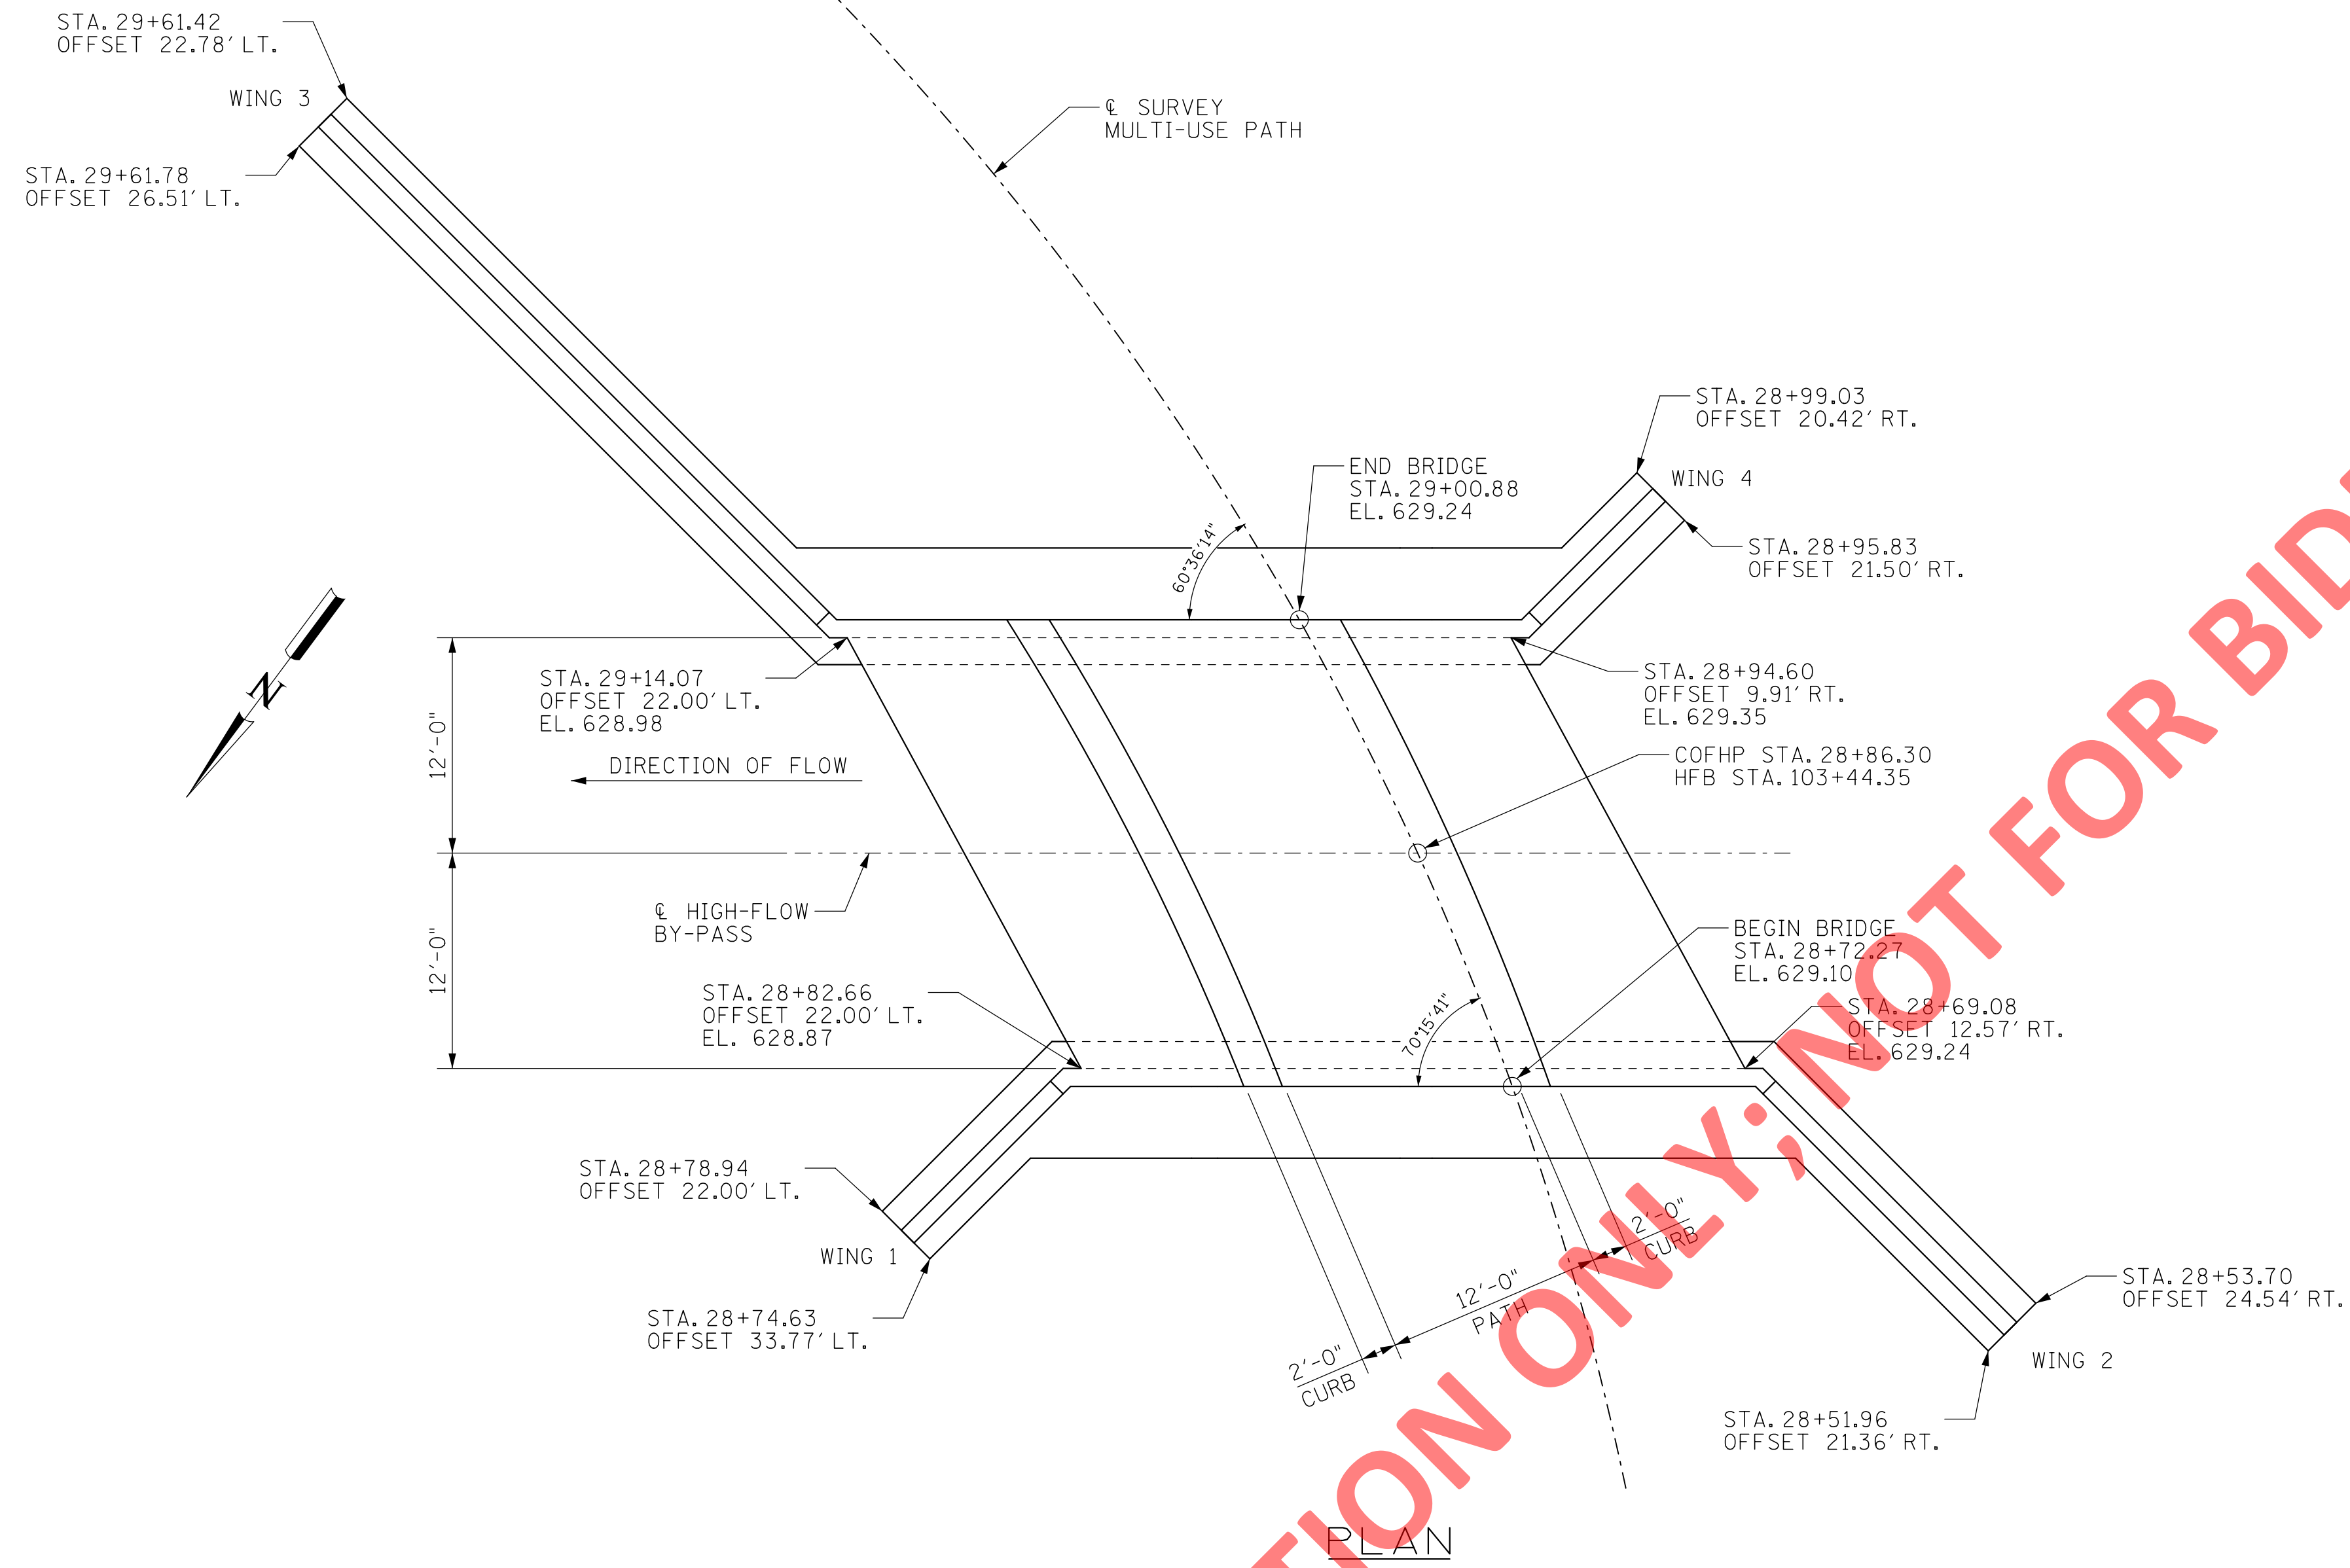 STA. 29+61.42
OFFSET 22.78' LT.
WING 3
℄ SURVEY
MULTI-USE PATH
STA. 29+61.78
OFFSET 26.51' LT.
STA. 28+99.03
OFFSET 20.42' RT.
END BRIDGE
STA. 29+00.88
EL. 629.24
WING 4
60°36'14"
STA. 28+95.83
OFFSET 21.50' RT.
N
STA. 29+14.07
OFFSET 22.00' LT.
EL. 628.98
STA. 28+94.60
OFFSET 9.91' RT.
EL. 629.35
12'-0"
DIRECTION OF FLOW
COFHP STA. 28+86.30
HFB STA. 103+44.35
℄ HIGH-FLOW
BY-PASS
12'-0"
BEGIN BRIDGE
STA. 28+72.27
EL. 629.10
STA. 28+82.66
OFFSET 22.00' LT.
EL. 628.87
70°15'41"
STA. 28+69.08
OFFSET 12.57' RT.
EL. 629.24
STA. 28+78.94
OFFSET 22.00' LT.
WING 1
2'-0"
CURB
12'-0"
PATH
2'-0"
CURB
STA. 28+74.63
OFFSET 33.77' LT.
STA. 28+53.70
OFFSET 24.54' RT.
WING 2
STA. 28+51.96
OFFSET 21.36' RT.
PLAN
ONLY; NOT FOR